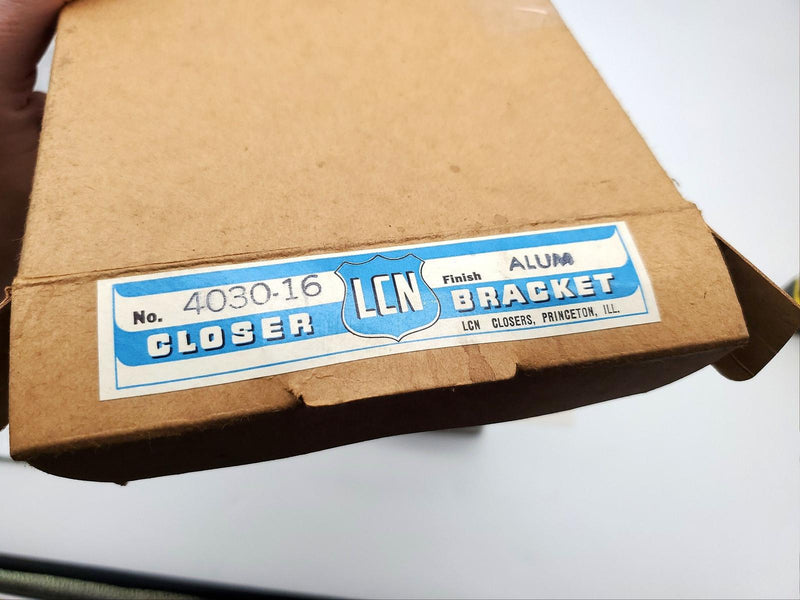 No. 4030-16 LCN Finish ALUM
CLOSER BRACKET
LCN CLOSERS, PRINCETON, ILL.